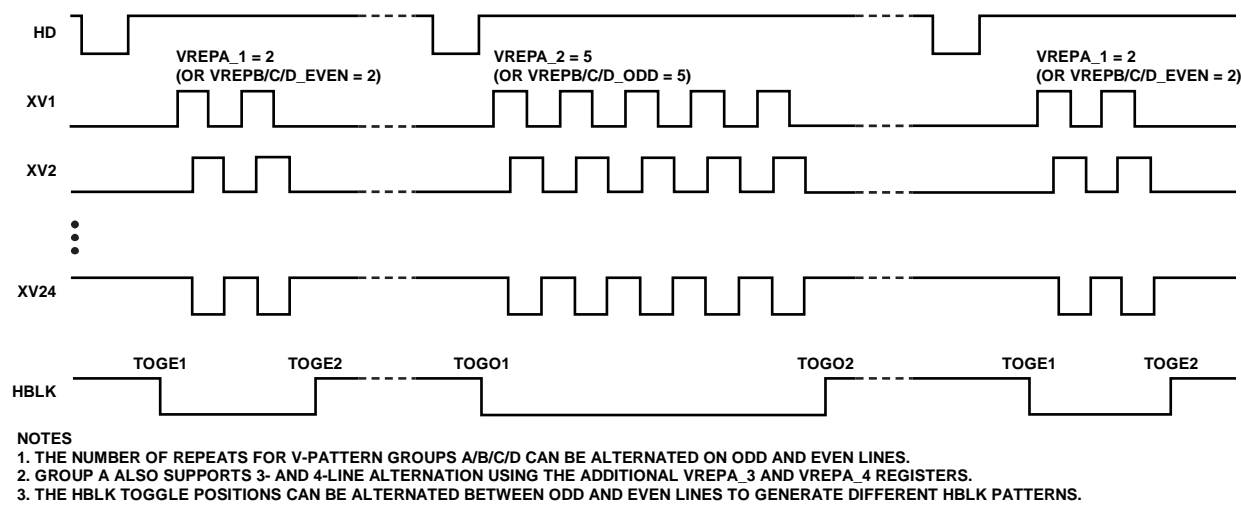 HD
VREPA_1 = 2
(OR VREPB/C/D_EVEN = 2)
VREPA_2 = 5
(OR VREPB/C/D_ODD = 5)
VREPA_1 = 2
(OR VREPB/C/D_EVEN = 2)
XV1
XV2
XV24
TOGE1
TOGE2
TOGO1
TOGO2
TOGE1
TOGE2
HBLK
NOTES
1. THE NUMBER OF REPEATS FOR V-PATTERN GROUPS A/B/C/D CAN BE ALTERNATED ON ODD AND EVEN LINES.
2. GROUP A ALSO SUPPORTS 3- AND 4-LINE ALTERNATION USING THE ADDITIONAL VREPA_3 AND VREPA_4 REGISTERS.
3. THE HBLK TOGGLE POSITIONS CAN BE ALTERNATED BETWEEN ODD AND EVEN LINES TO GENERATE DIFFERENT HBLK PATTERNS.